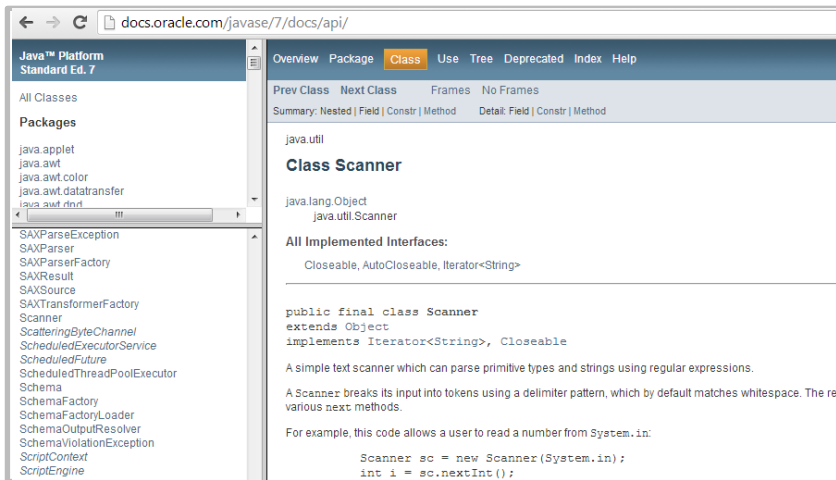 docs.oracle.com/javase/7/docs/api/
Java™ Platform
Standard Ed. 7
All Classes
Packages
java.applet
java.awt
java.awt.color
java.awt.datatransfer
java.awt.dnd
SAXParseException
SAXParser
SAXParserFactory
SAXResult
SAXSource
SAXTransformerFactory
Scanner
ScatteringByteChannel
ScheduledExecutorService
ScheduledFuture
ScheduledThreadPoolExecutor
Schema
SchemaFactory
SchemaFactoryLoader
SchemaOutputResolver
SchemaViolationException
ScriptContext
ScriptEngine
Overview Package Class Use Tree Deprecated Index Help
Prev Class Next Class Frames No Frames
Summary: Nested | Field | Constr | Method Detail: Field | Constr | Method
java.util
Class Scanner
java.lang.Object
java.util.Scanner
All Implemented Interfaces:
Closeable, AutoCloseable, Iterator<String>
public final class Scanner
extends Object
implements Iterator<String>, Closeable
A simple text scanner which can parse primitive types and strings using regular expressions.
A Scanner breaks its input into tokens using a delimiter pattern, which by default matches whitespace. The re
various next methods.
For example, this code allows a user to read a number from System.in:
Scanner sc = new Scanner(System.in);
int i = sc.nextInt();